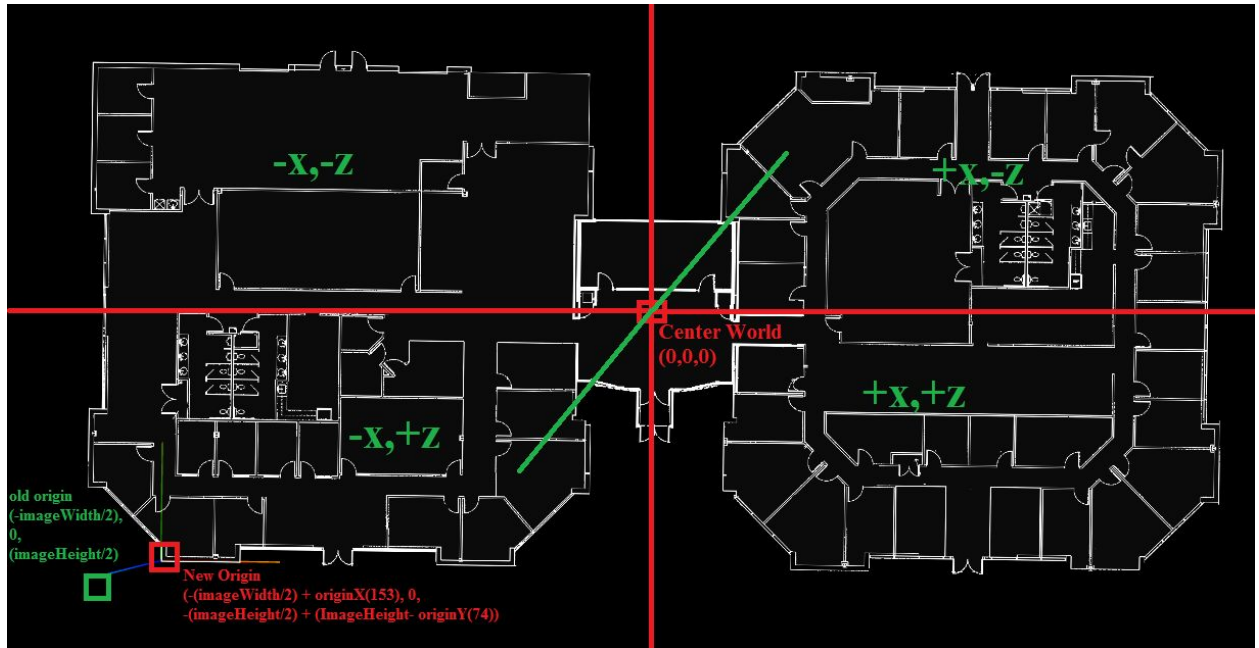 -x,-z
+x,-z
Center World
(0,0,0)
+x,+z
-x,+z
old origin
(-imageWidth/2),
0,
(imageHeight/2)
New Origin
(-(imageWidth/2) + originX(153), 0,
-(imageHeight/2) + (ImageHeight- originY(74))